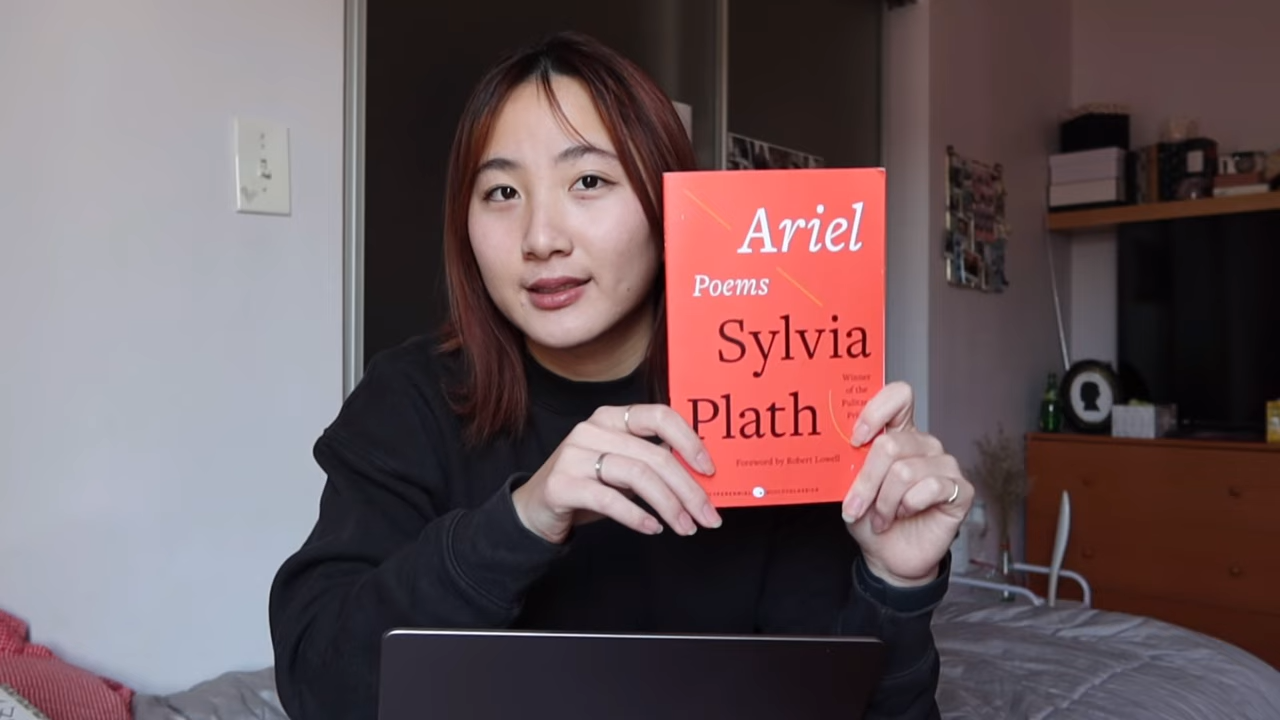 Ariel
Poems
Sylvia
Plath
Winner
of the
Foreword by Robert Lowell